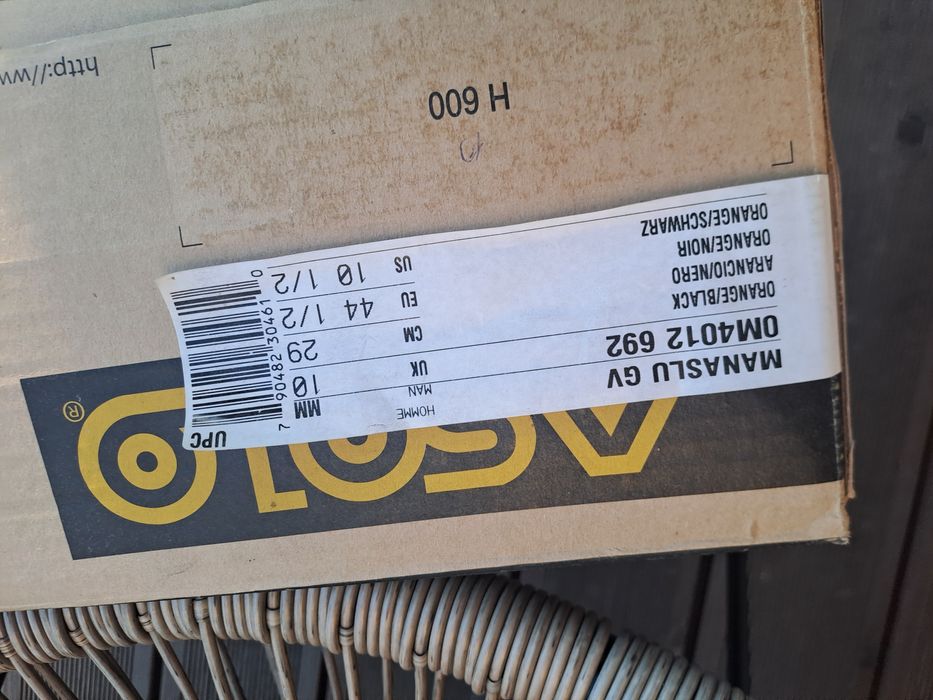 ASOLO ®
MANASLU GV
0M4012 692
ORANGE/BLACK
ARANCIO/NERO
ORANGE/NOIR
ORANGE/SCHWARZ
HOMME
MAN MM
UK 10
CM 29
EU 44 1/2
US 10 1/2
UPC
7 90482 30461 0
H 600
http://ww